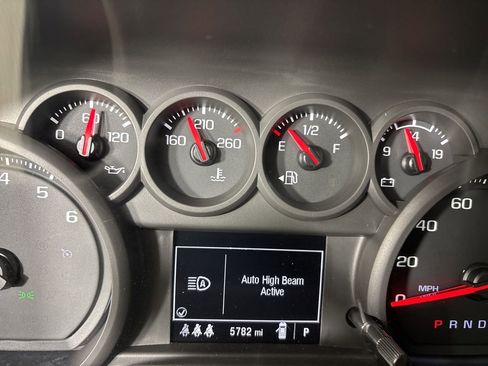 0 60 120
160 210 260
E 1/2 F
9 14 19
4 5 6
60
40
20
0
MPH
Auto High Beam
Active
A
5782 mi P
P R N D